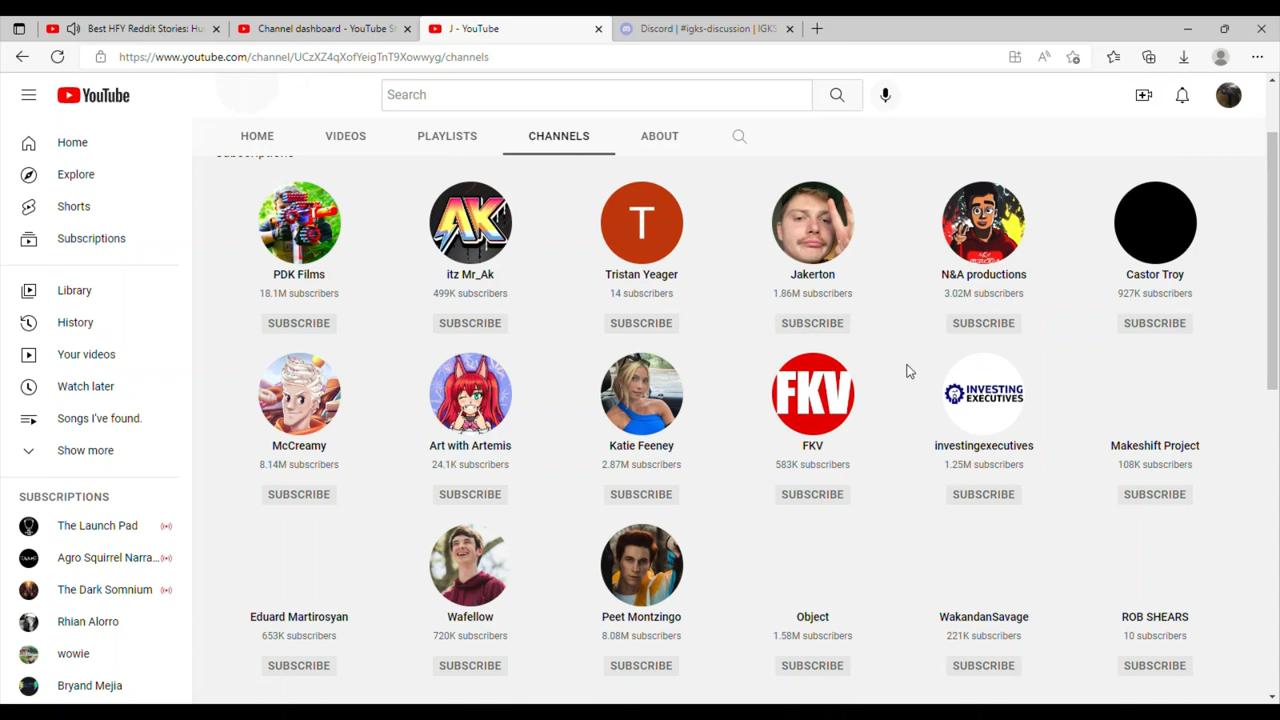 Best HFY Reddit Stories: Hu
Channel dashboard - YouTube S
J - YouTube
Discord | #igks-discussion | IGKS
https://www.youtube.com/channel/UCzXZ4qXofYeigTnT9Xowwyg/channels
YouTube
Search
HOME VIDEOS PLAYLISTS CHANNELS ABOUT
Subscriptions
Home
Explore
Shorts
Subscriptions
Library
History
Your videos
Watch later
Songs I've found.
Show more
SUBSCRIPTIONS
The Launch Pad
Agro Squirrel Narra...
The Dark Somnium
Rhian Alorro
wowie
Bryand Mejia
AK
T
PDK Films
18.1M subscribers
SUBSCRIBE
itz Mr_Ak
499K subscribers
SUBSCRIBE
Tristan Yeager
14 subscribers
SUBSCRIBE
Jakerton
1.86M subscribers
SUBSCRIBE
N&A productions
3.02M subscribers
SUBSCRIBE
Castor Troy
927K subscribers
SUBSCRIBE
McCreamy
8.14M subscribers
SUBSCRIBE
Art with Artemis
24.1K subscribers
SUBSCRIBE
Katie Feeney
2.87M subscribers
SUBSCRIBE
FKV
FKV
583K subscribers
SUBSCRIBE
INVESTING
EXECUTIVES
investingexecutives
1.25M subscribers
SUBSCRIBE
Makeshift Project
108K subscribers
SUBSCRIBE
Eduard Martirosyan
653K subscribers
SUBSCRIBE
Wafellow
720K subscribers
SUBSCRIBE
Peet Montzingo
8.08M subscribers
SUBSCRIBE
Object
1.58M subscribers
SUBSCRIBE
WakandanSavage
221K subscribers
SUBSCRIBE
ROB SHEARS
10 subscribers
SUBSCRIBE